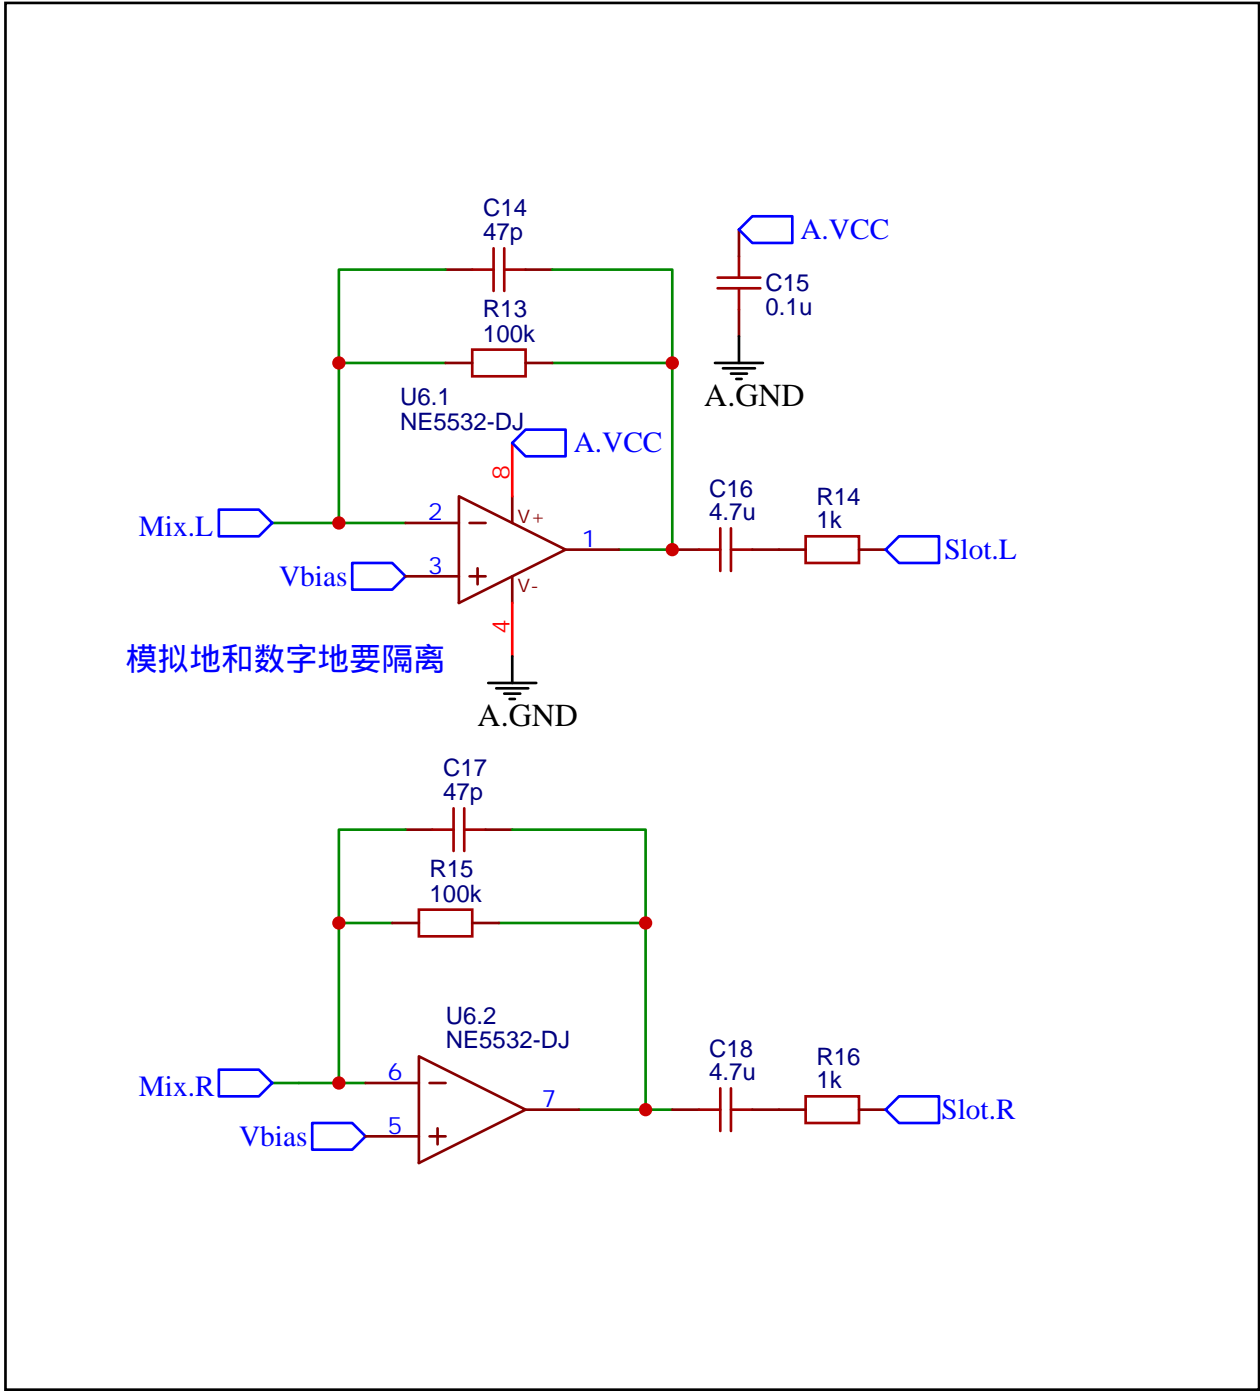 C14
47p
A.VCC
C15
0.1u
R13
100k
A.GND
U6.1
NE5532-DJ
A.VCC
8
V+
Mix.L
2
1
C16
4.7u
R14
1k
Slot.L
Vbias
3
V-
4
模拟地和数字地要隔离
A.GND
C17
47p
R15
100k
U6.2
NE5532-DJ
Mix.R
6
7
C18
4.7u
R16
1k
Slot.R
Vbias
5